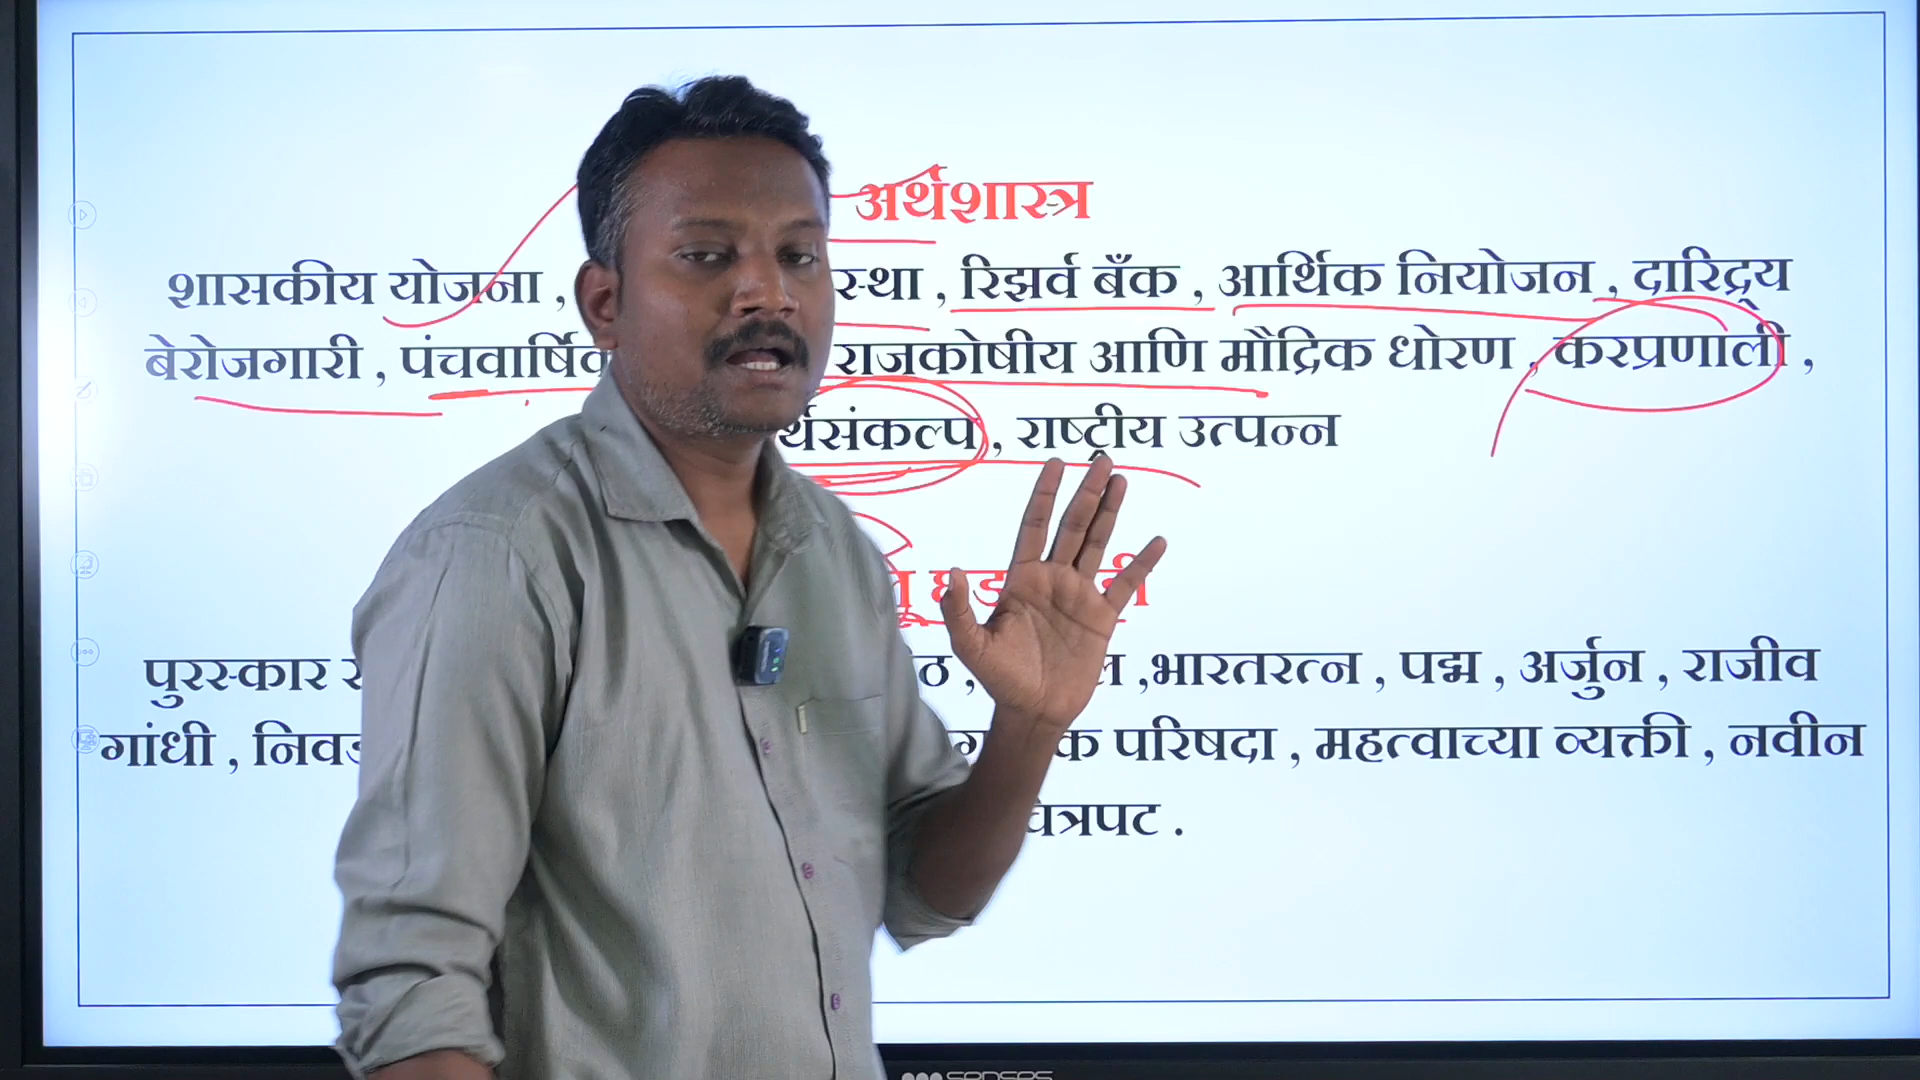 अर्थशास्त्र
शासकीय योजना , स्था , रिझर्व बँक , आर्थिक नियोजन , दारिद्र्य
बेरोजगारी , पंचवार्षिक राजकोषीय आणि मौद्रिक धोरण , करप्रणाली ,
र्थसंकल्प , राष्ट्रीय उत्पन्न
पुरस्कार ठ , ल ,भारतरत्न , पद्म , अर्जुन , राजीव
गांधी , निवड क परिषदा , महत्वाच्या व्यक्ती , नवीन
चित्रपट .